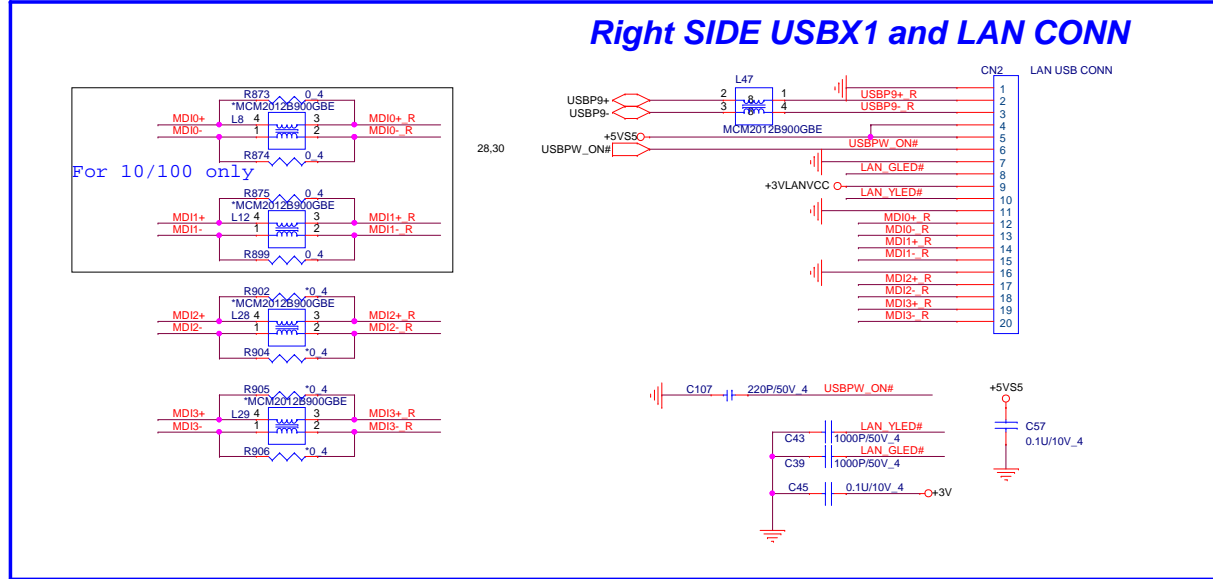 Right SIDE USBX1 and LAN CONN
R873 0_4
*MCM2012B900GBE
MDI0+ L8 4 3 MDI0+_R
MDI0- 1 2 MDI0-_R
R874 0_4
For 10/100 only
R875 0_4
*MCM2012B900GBE
MDI1+ L12 4 3 MDI1+_R
MDI1- 1 2 MDI1-_R
R899 0_4
R902 *0_4
*MCM2012B900GBE
MDI2+ L28 4 3 MDI2+_R
MDI2- 1 2 MDI2-_R
R904 *0_4
R905 *0_4
*MCM2012B900GBE
MDI3+ L29 4 3 MDI3+_R
MDI3- 1 2 MDI3-_R
R906 *0_4
28,30
L47
USBP9+ 2 1 USBP9+_R
USBP9- 3 4 USBP9-_R
MCM2012B900GBE
+5VS5
USBPW_ON# USBPW_ON#
LAN_GLED#
+3VLANVCC
LAN_YLED#
MDI0+_R
MDI0-_R
MDI1+_R
MDI1-_R
MDI2+_R
MDI2-_R
MDI3+_R
MDI3-_R
CN2 LAN USB CONN
1
2
3
4
5
6
7
8
9
10
11
12
13
14
15
16
17
18
19
20
C107 220P/50V_4 USBPW_ON#
LAN_YLED#
C43 1000P/50V_4
LAN_GLED#
C39 1000P/50V_4
C45 0.1U/10V_4 +3V
+5VS5
C57
0.1U/10V_4